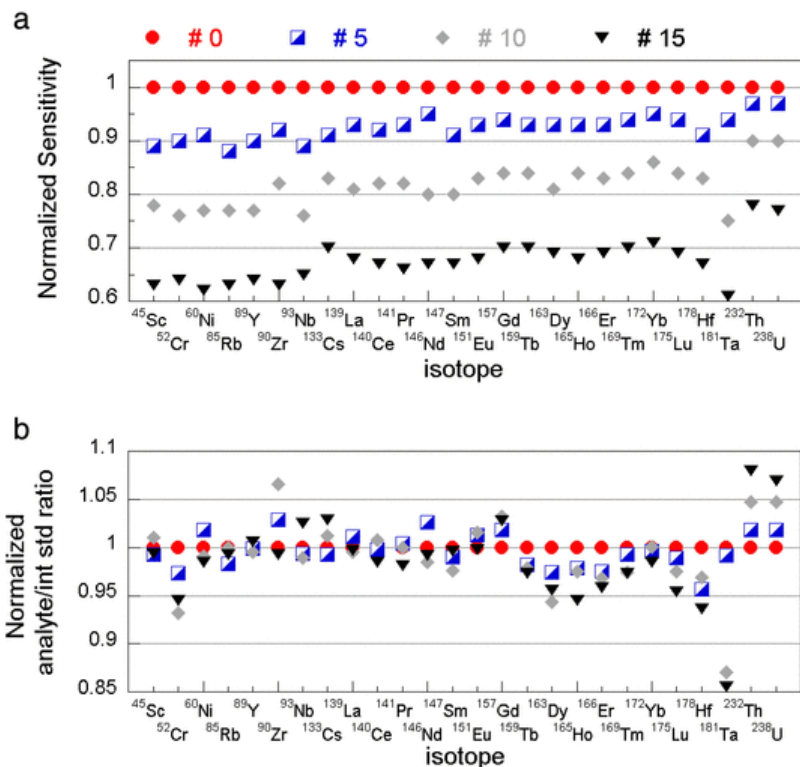 a
# 0 # 5 # 10 # 15
Normalized Sensitivity
1
0.9
0.8
0.7
0.6
⁴⁵Sc ⁶⁰Ni ⁸⁹Y ⁹³Nb ¹³⁹La ¹⁴¹Pr ¹⁴⁷Sm ¹⁵⁷Gd ¹⁶³Dy ¹⁶⁶Er ¹⁷²Yb ¹⁷⁸Hf ²³²Th
⁵²Cr ⁸⁵Rb ⁹⁰Zr ¹³³Cs ¹⁴⁰Ce ¹⁴⁶Nd ¹⁵¹Eu ¹⁵⁹Tb ¹⁶⁵Ho ¹⁶⁹Tm ¹⁷⁵Lu ¹⁸¹Ta ²³⁸U
isotope
b
Normalized
analyte/int std ratio
1.1
1.05
1
0.95
0.9
0.85
⁴⁵Sc ⁶⁰Ni ⁸⁹Y ⁹³Nb ¹³⁹La ¹⁴¹Pr ¹⁴⁷Sm ¹⁵⁷Gd ¹⁶³Dy ¹⁶⁶Er ¹⁷²Yb ¹⁷⁸Hf ²³²Th
⁵²Cr ⁸⁵Rb ⁹⁰Zr ¹³³Cs ¹⁴⁰Ce ¹⁴⁶Nd ¹⁵¹Eu ¹⁵⁹Tb ¹⁶⁵Ho ¹⁶⁹Tm ¹⁷⁵Lu ¹⁸¹Ta ²³⁸U
isotope